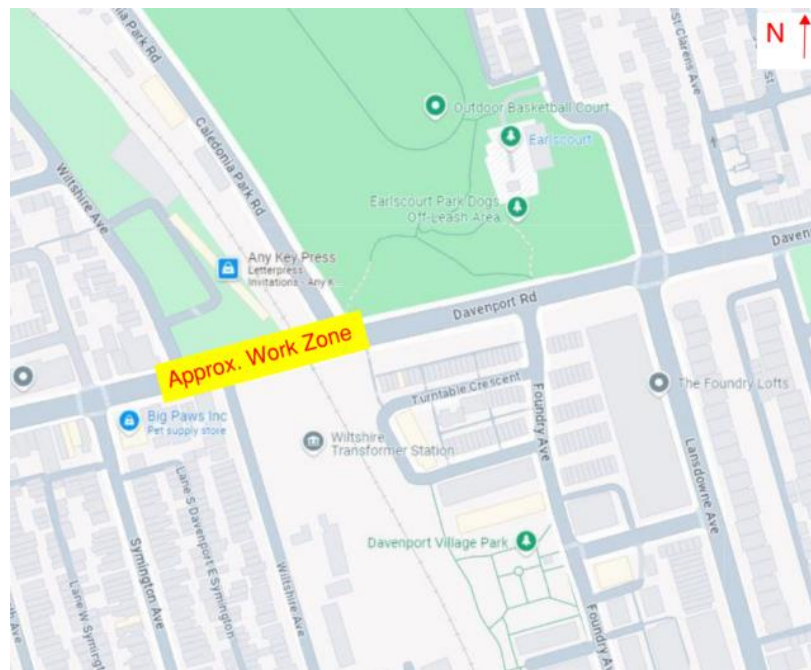 N
St Clarens Ave
St
Caledonia Park Rd
Outdoor Basketball Court
Earlscourt
Wiltshire Ave
Earlscourt Park Dogs
Off-Leash Area
Any Key Press
Letterpress
Invitations - Any K...
Davenport Rd
Approx. Work Zone
Turntable Crescent
Foundry Ave
The Foundry Lofts
Big Paws Inc
Pet supply store
Wiltshire
Transformer Station
Lansdowne Ave
Lane S Davenport E Symington
Symington Ave
Wiltshire Ave
Davenport Village Park
Foundry Ave